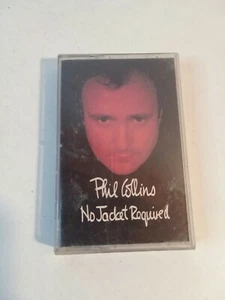 Phil Collins
No Jacket Required